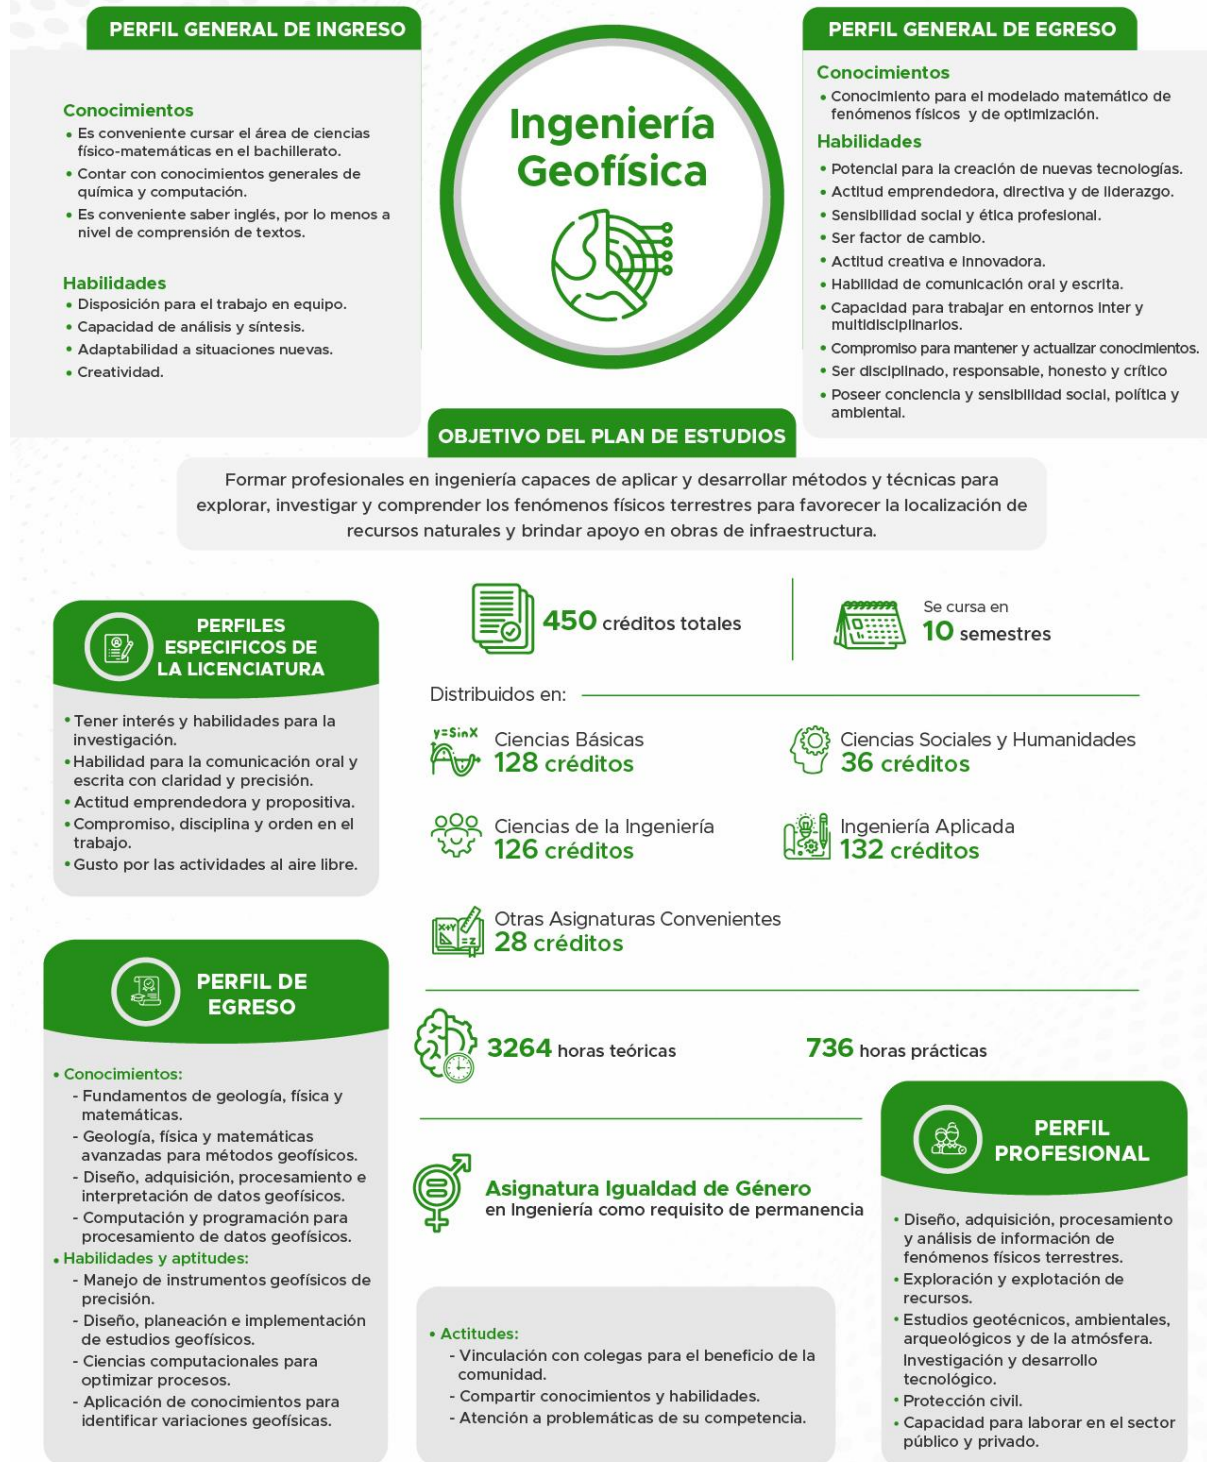 PERFIL GENERAL DE INGRESO
Conocimientos
• Es conveniente cursar el área de ciencias
físico-matemáticas en el bachillerato.
• Contar con conocimientos generales de
química y computación.
• Es conveniente saber inglés, por lo menos a
nivel de comprensión de textos.
Habilidades
• Disposición para el trabajo en equipo.
• Capacidad de análisis y síntesis.
• Adaptabilidad a situaciones nuevas.
• Creatividad.
Ingeniería
Geofísica
PERFIL GENERAL DE EGRESO
Conocimientos
• Conocimiento para el modelado matemático de
fenómenos físicos y de optimización.
Habilidades
• Potencial para la creación de nuevas tecnologías.
• Actitud emprendedora, directiva y de liderazgo.
• Sensibilidad social y ética profesional.
• Ser factor de cambio.
• Actitud creativa e innovadora.
• Habilidad de comunicación oral y escrita.
• Capacidad para trabajar en entornos inter y
multidisciplinarios.
• Compromiso para mantener y actualizar conocimientos.
• Ser disciplinado, responsable, honesto y crítico
• Poseer conciencia y sensibilidad social, política y
ambiental.
OBJETIVO DEL PLAN DE ESTUDIOS
Formar profesionales en ingeniería capaces de aplicar y desarrollar métodos y técnicas para
explorar, investigar y comprender los fenómenos físicos terrestres para favorecer la localización de
recursos naturales y brindar apoyo en obras de infraestructura.
PERFILES
ESPECIFICOS DE
LA LICENCIATURA
• Tener interés y habilidades para la
investigación.
• Habilidad para la comunicación oral y
escrita con claridad y precisión.
• Actitud emprendedora y propositiva.
• Compromiso, disciplina y orden en el
trabajo.
• Gusto por las actividades al aire libre.
450 créditos totales
Se cursa en
10 semestres
Distribuidos en:
y=SinX
Ciencias Básicas
128 créditos
Ciencias Sociales y Humanidades
36 créditos
Ciencias de la Ingeniería
126 créditos
Ingeniería Aplicada
132 créditos
X+Y
=Z
Otras Asignaturas Convenientes
28 créditos
3264 horas teóricas
736 horas prácticas
Asignatura Igualdad de Género
en Ingeniería como requisito de permanencia
PERFIL DE
EGRESO
• Conocimientos:
- Fundamentos de geología, física y
matemáticas.
- Geología, física y matemáticas
avanzadas para métodos geofísicos.
- Diseño, adquisición, procesamiento e
interpretación de datos geofísicos.
- Computación y programación para
procesamiento de datos geofísicos.
• Habilidades y aptitudes:
- Manejo de instrumentos geofísicos de
precisión.
- Diseño, planeación e implementación
de estudios geofísicos.
- Ciencias computacionales para
optimizar procesos.
- Aplicación de conocimientos para
identificar variaciones geofísicas.
• Actitudes:
- Vinculación con colegas para el beneficio de la
comunidad.
- Compartir conocimientos y habilidades.
- Atención a problemáticas de su competencia.
PERFIL
PROFESIONAL
• Diseño, adquisición, procesamiento
y análisis de información de
fenómenos físicos terrestres.
• Exploración y explotación de
recursos.
• Estudios geotécnicos, ambientales,
arqueológicos y de la atmósfera.
Investigación y desarrollo
tecnológico.
• Protección civil.
• Capacidad para laborar en el sector
público y privado.